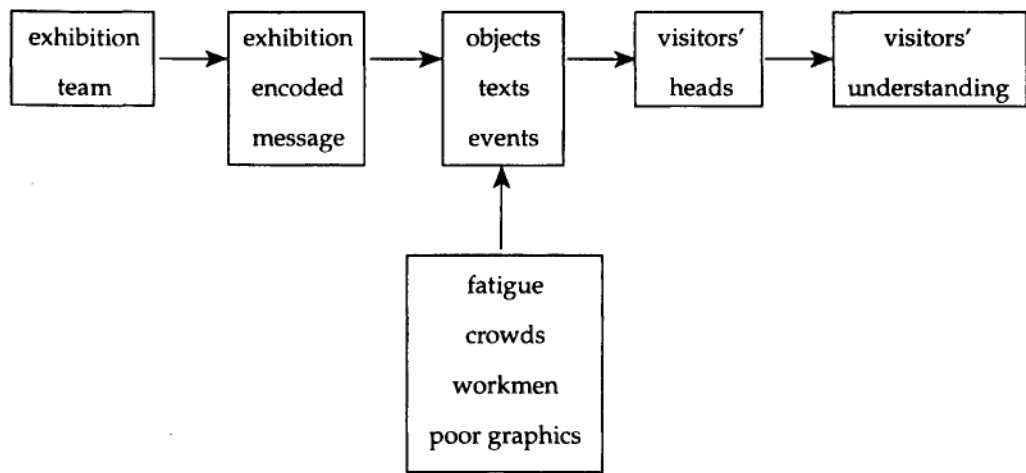 exhibition
team
exhibition
encoded
message
objects
texts
events
visitors'
heads
visitors'
understanding
fatigue
crowds
workmen
poor graphics